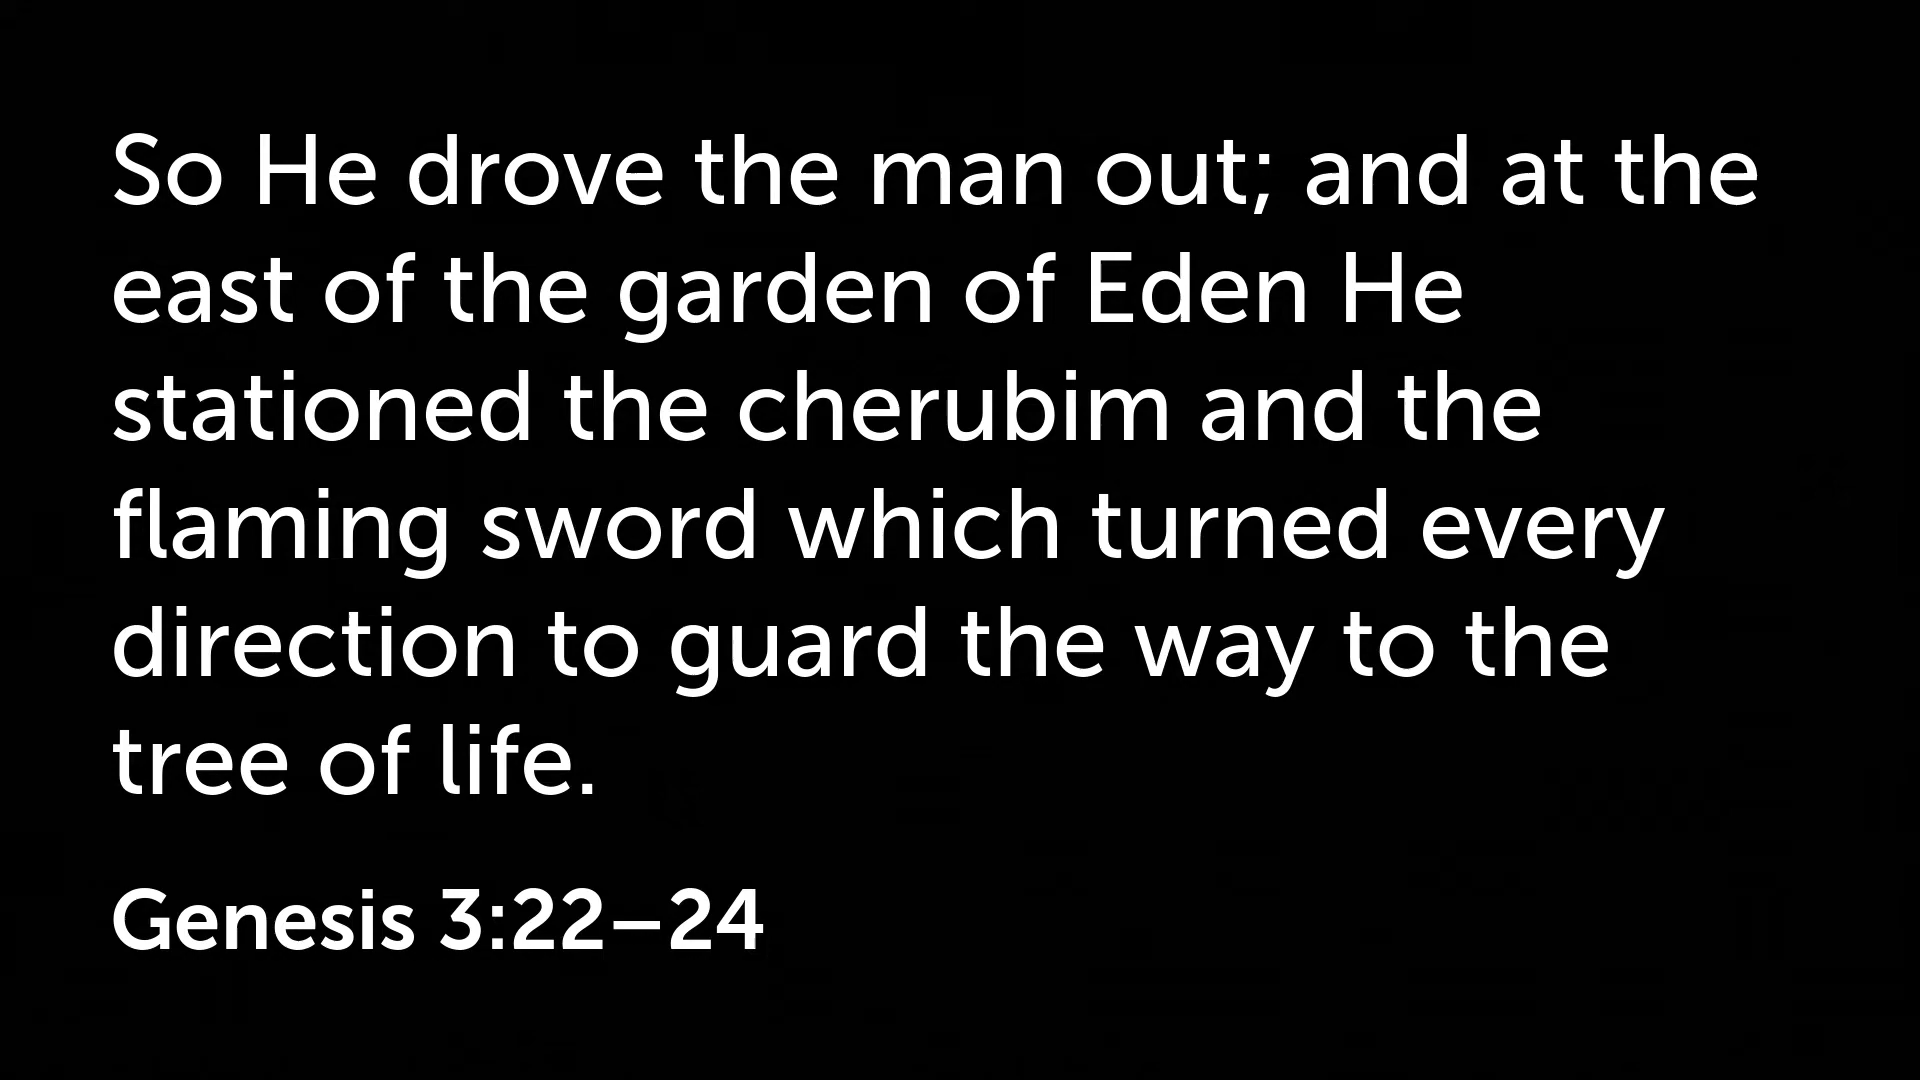 So He drove the man out; and at the
east of the garden of Eden He
stationed the cherubim and the
flaming sword which turned every
direction to guard the way to the
tree of life.
Genesis 3:22–24